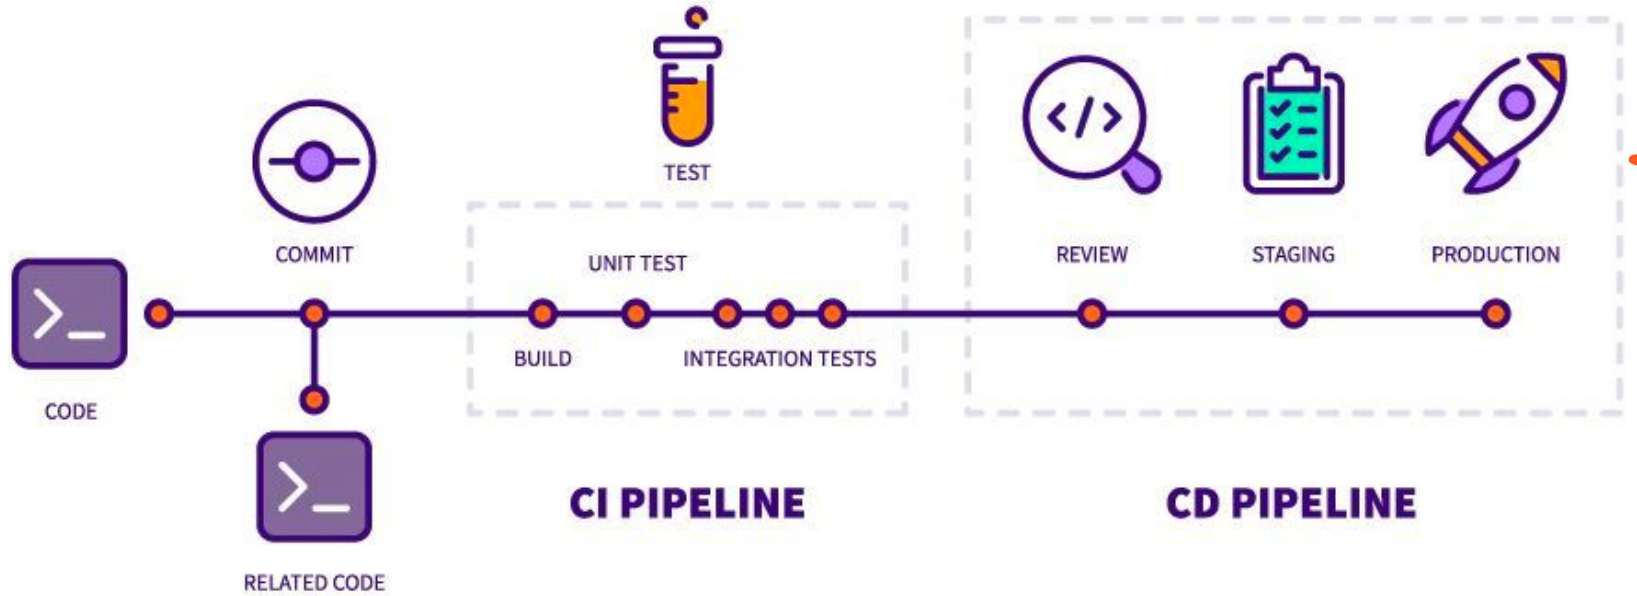 TEST
COMMIT
UNIT TEST
REVIEW
STAGING
PRODUCTION
BUILD
INTEGRATION TESTS
CODE
CI PIPELINE
CD PIPELINE
RELATED CODE